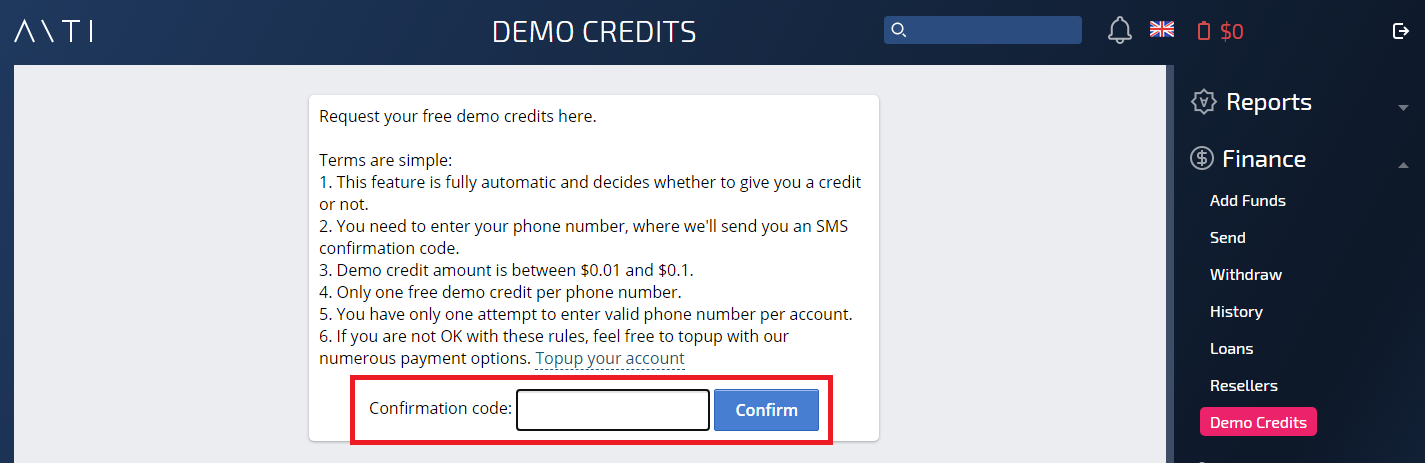 DEMO CREDITS
$0
Request your free demo credits here.
Terms are simple:
1. This feature is fully automatic and decides whether to give you a credit
or not.
2. You need to enter your phone number, where we'll send you an SMS
confirmation code.
3. Demo credit amount is between $0.01 and $0.1.
4. Only one free demo credit per phone number.
5. You have only one attempt to enter valid phone number per account.
6. If you are not OK with these rules, feel free to topup with our
numerous payment options. Topup your account
Confirmation code:
Confirm
Reports
Finance
Add Funds
Send
Withdraw
History
Loans
Resellers
Demo Credits